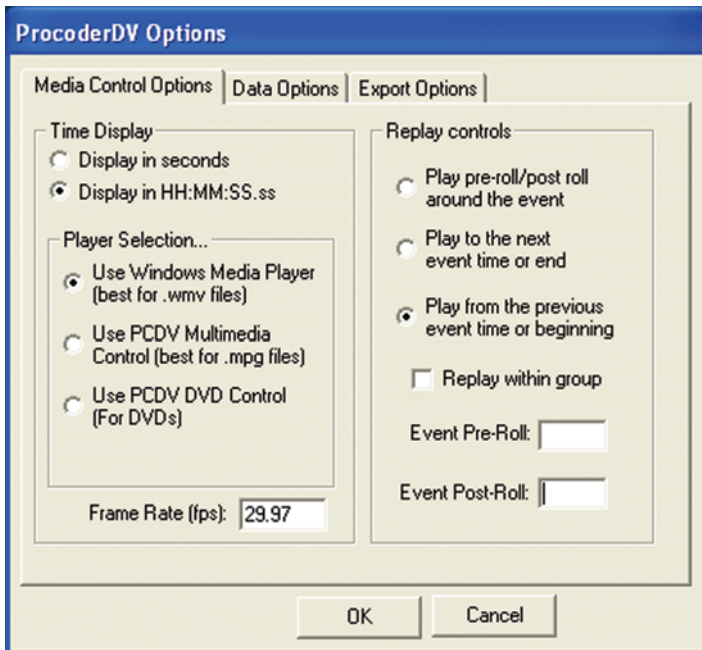 ProcoderDV Options
Media Control Options
Data Options
Export Options
Time Display
Display in seconds
Display in HH:MM:SS.ss
Player Selection...
Use Windows Media Player
(best for .wmv files)
Use PCDV Multimedia
Control (best for .mpg files)
Use PCDV DVD Control
(For DVDs)
Frame Rate (fps): 29.97
Replay controls
Play pre-roll/post roll
around the event
Play to the next
event time or end
Play from the previous
event time or beginning
Replay within group
Event Pre-Roll:
Event Post-Roll:
OK
Cancel